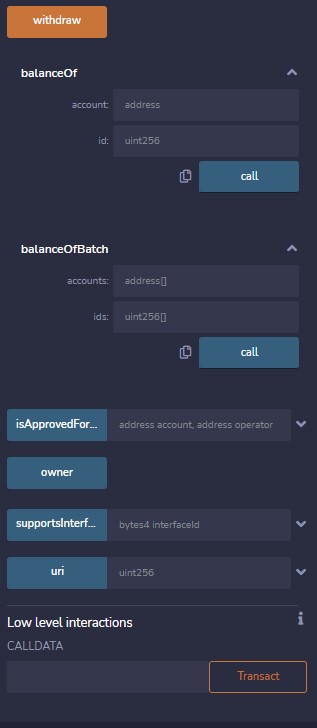 withdraw
balanceOf
account: address
id: uint256
call
balanceOfBatch
accounts: address[]
ids: uint256[]
call
isApprovedFor... address account, address operator
owner
supportsInterf... bytes4 interfaceId
uri uint256
Low level interactions i
CALLDATA
Transact